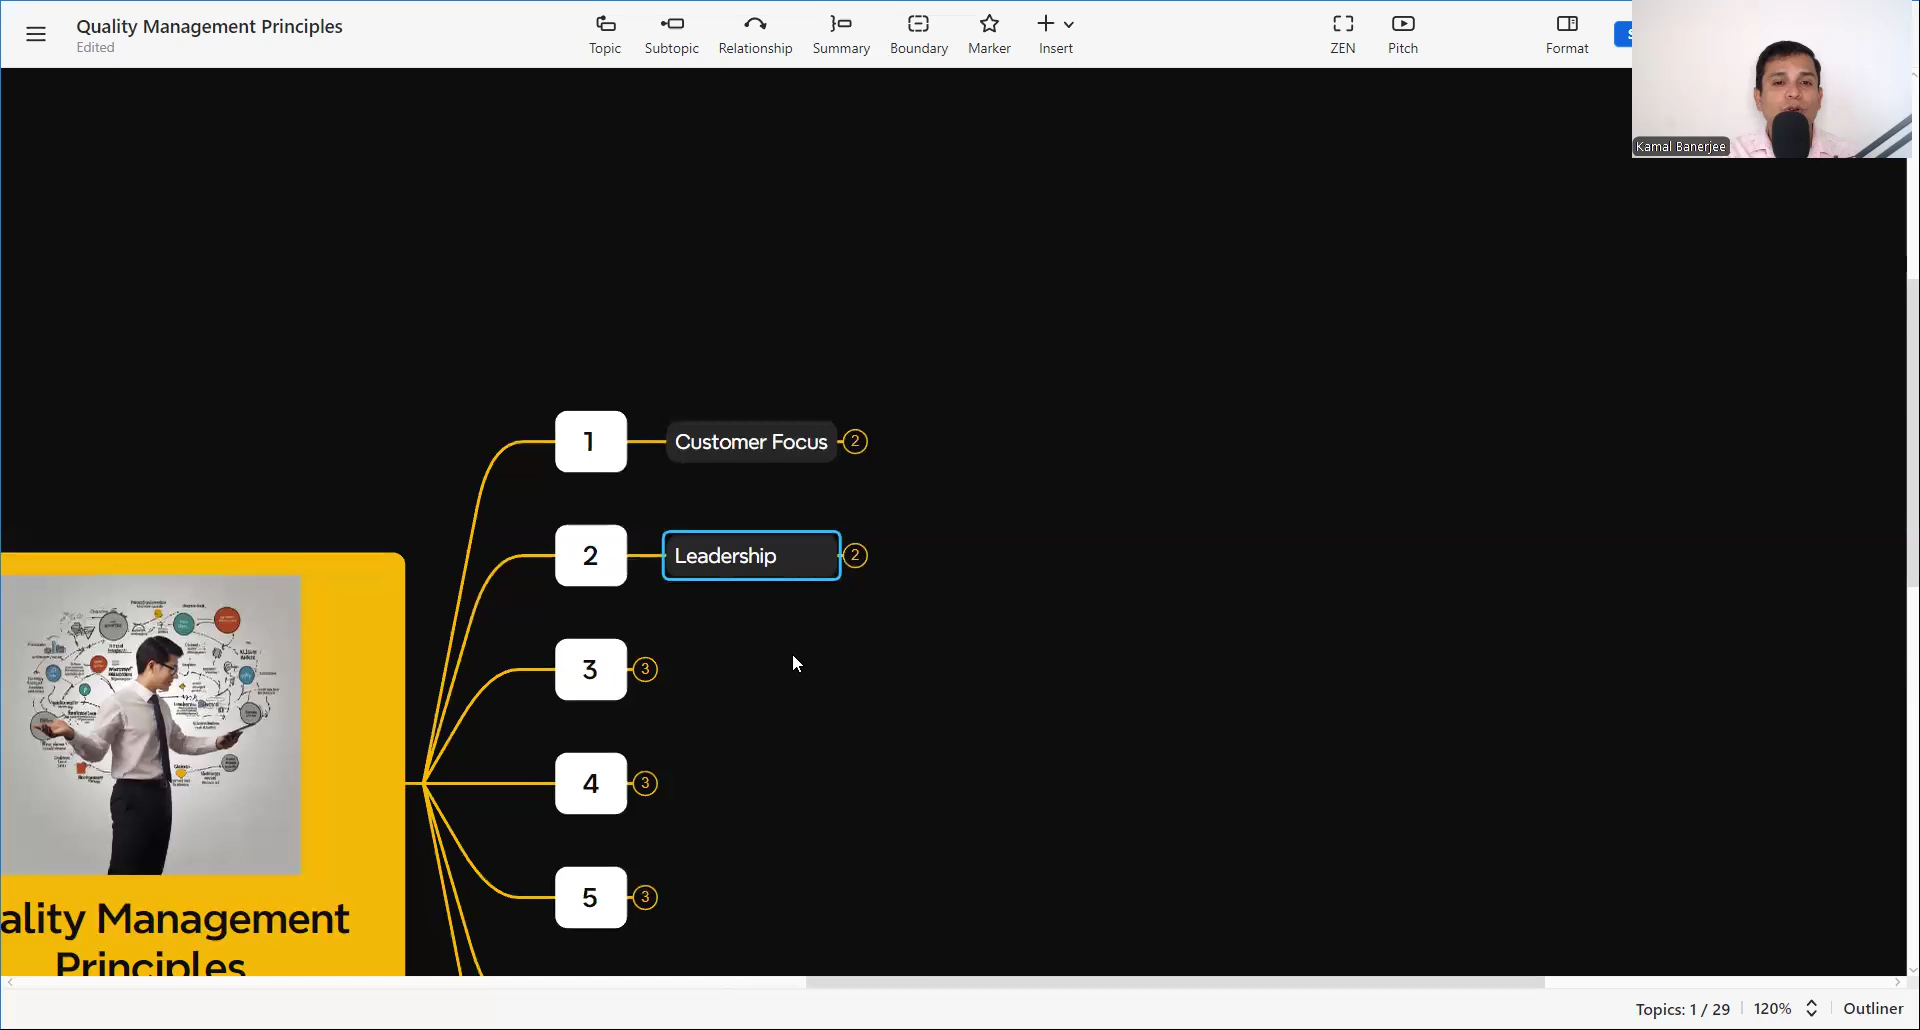 Quality Management Principles
Edited
Topic
Subtopic
Relationship
Summary
Boundary
Marker
Insert
ZEN
Pitch
Format
Kamal Banerjee
1
Customer Focus
2
2
Leadership
2
3
3
4
3
5
3
ality Management
Principles
Topics: 1 / 29
120%
Outliner